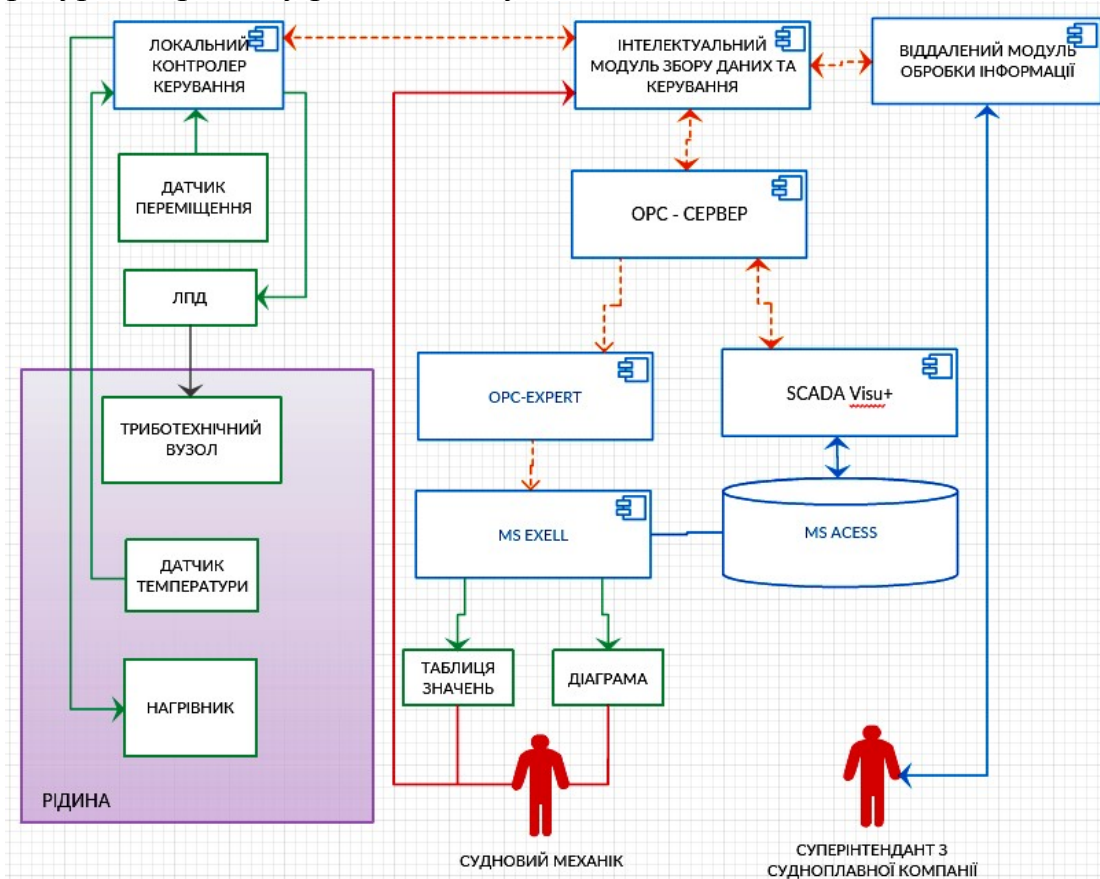 ЛОКАЛЬНИЙ
КОНТРОЛЕР
КЕРУВАННЯ
ІНТЕЛЕКТУАЛЬНИЙ
МОДУЛЬ ЗБОРУ ДАНИХ ТА
КЕРУВАННЯ
ВІДДАЛЕНИЙ МОДУЛЬ
ОБРОБКИ ІНФОРМАЦІЇ
ДАТЧИК
ПЕРЕМІЩЕННЯ
ОРС - СЕРВЕР
ЛПД
OPC-EXPERT
SCADA Visu+
ТРИБОТЕХНІЧНИЙ
ВУЗОЛ
MS EXELL
MS ACESS
ДАТЧИК
ТЕМПЕРАТУРИ
ТАБЛИЦЯ
ЗНАЧЕНЬ
ДІАГРАМА
НАГРІВНИК
РІДИНА
СУДНОВИЙ МЕХАНІК
СУПЕРІНТЕНДАНТ З
СУДНОПЛАВНОЇ КОМПАНІЇ